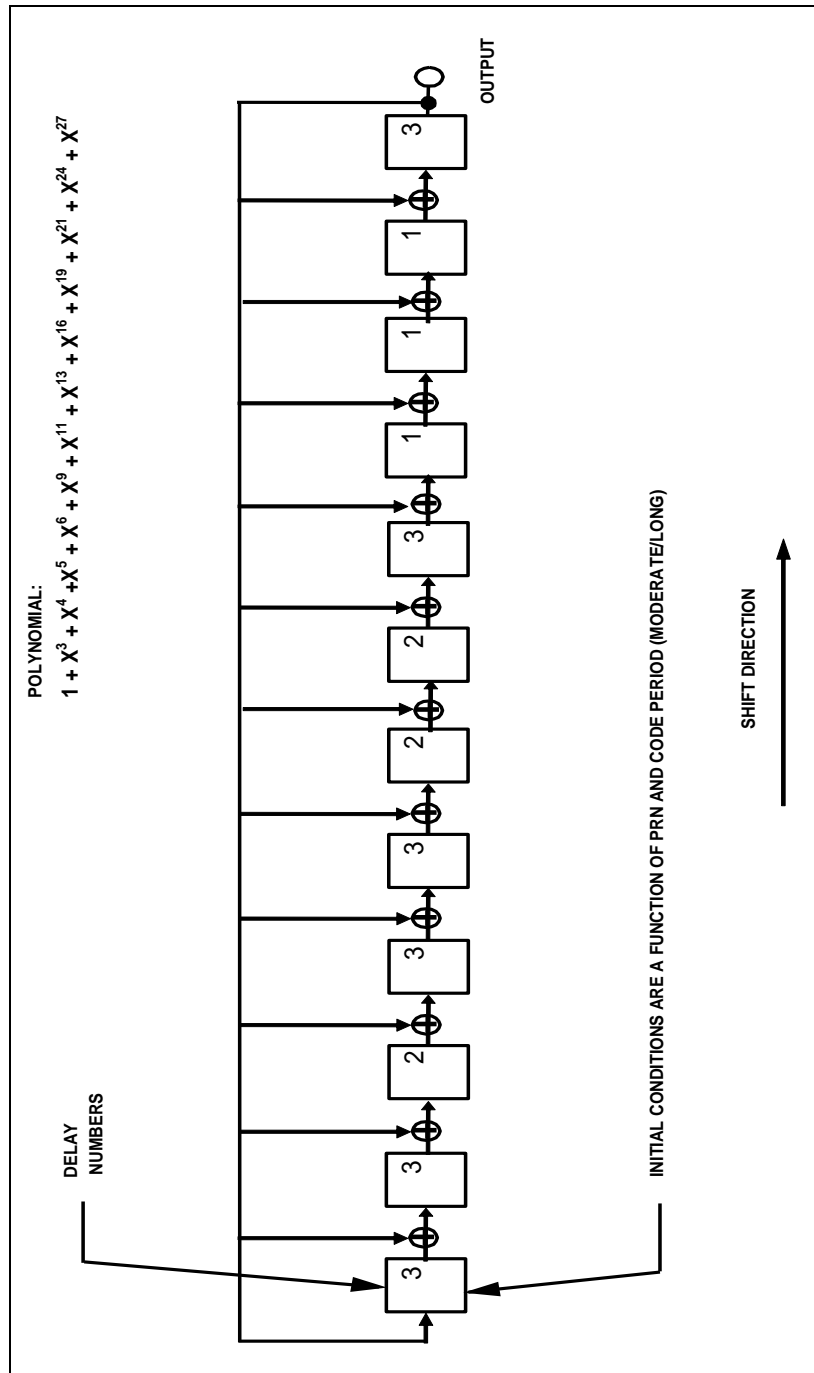 POLYNOMIAL:
1 + X³ + X⁴ +X⁵ + X⁶ + X⁹ + X¹¹ + X¹³ + X¹⁶ + X¹⁹ + X²¹ + X²⁴ + X²⁷
DELAY
NUMBERS
3 3 2 3 3 2 2 3 1 1 1 3
OUTPUT
INITIAL CONDITIONS ARE A FUNCTION OF PRN AND CODE PERIOD (MODERATE/LONG)
SHIFT DIRECTION